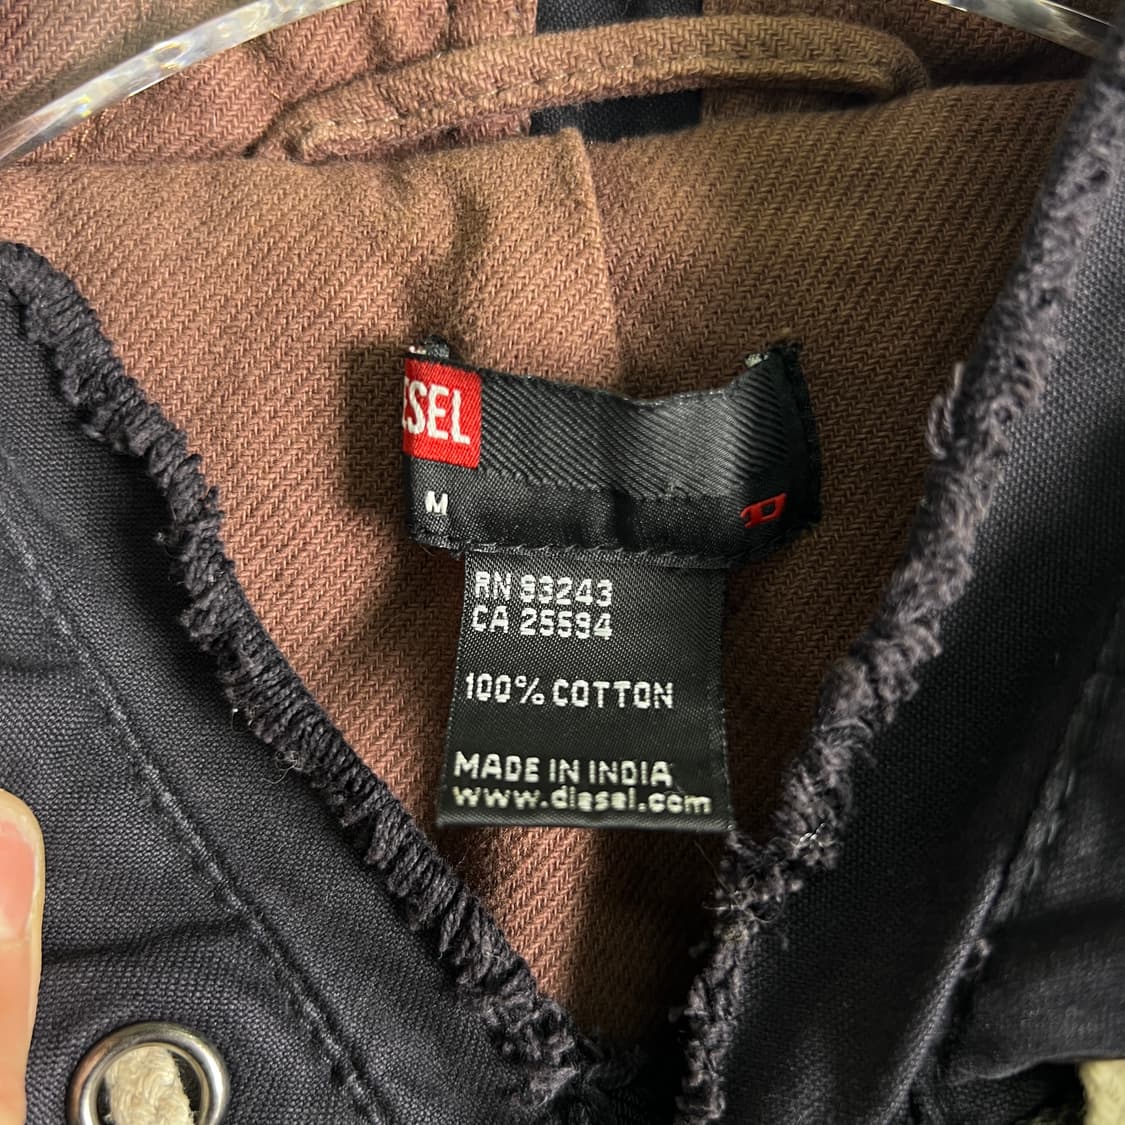 ESEL
M
D
RN 93243
CA 25594
100% COTTON
MADE IN INDIA
www.diesel.com